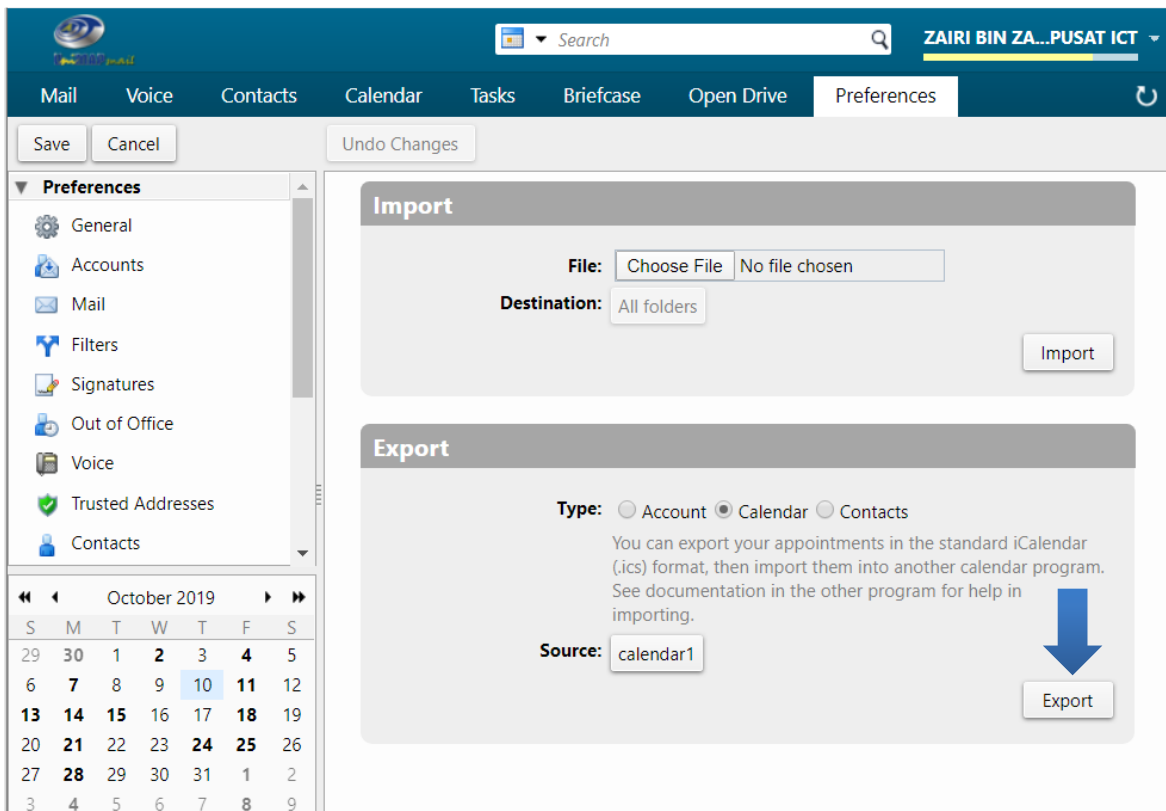 UniMAP mail
Search
ZAIRI BIN ZA...PUSAT ICT
Mail Voice Contacts Calendar Tasks Briefcase Open Drive Preferences
Save Cancel Undo Changes
Preferences
General
Accounts
Mail
Filters
Signatures
Out of Office
Voice
Trusted Addresses
Contacts
Import
File: Choose File No file chosen
Destination: All folders
Import
Export
Type: Account Calendar Contacts
You can export your appointments in the standard iCalendar
(.ics) format, then import them into another calendar program.
See documentation in the other program for help in
importing.
Source: calendar1
Export
October 2019
S M T W T F S
29 30 1 2 3 4 5
6 7 8 9 10 11 12
13 14 15 16 17 18 19
20 21 22 23 24 25 26
27 28 29 30 31 1 2
3 4 5 6 7 8 9